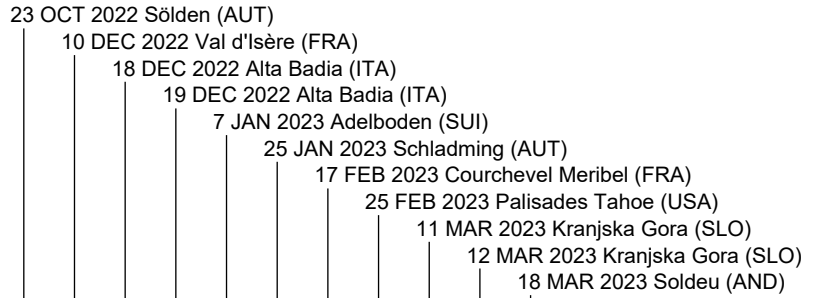 23 OCT 2022 Sölden (AUT)
10 DEC 2022 Val d'Isère (FRA)
18 DEC 2022 Alta Badia (ITA)
19 DEC 2022 Alta Badia (ITA)
7 JAN 2023 Adelboden (SUI)
25 JAN 2023 Schladming (AUT)
17 FEB 2023 Courchevel Meribel (FRA)
25 FEB 2023 Palisades Tahoe (USA)
11 MAR 2023 Kranjska Gora (SLO)
12 MAR 2023 Kranjska Gora (SLO)
18 MAR 2023 Soldeu (AND)